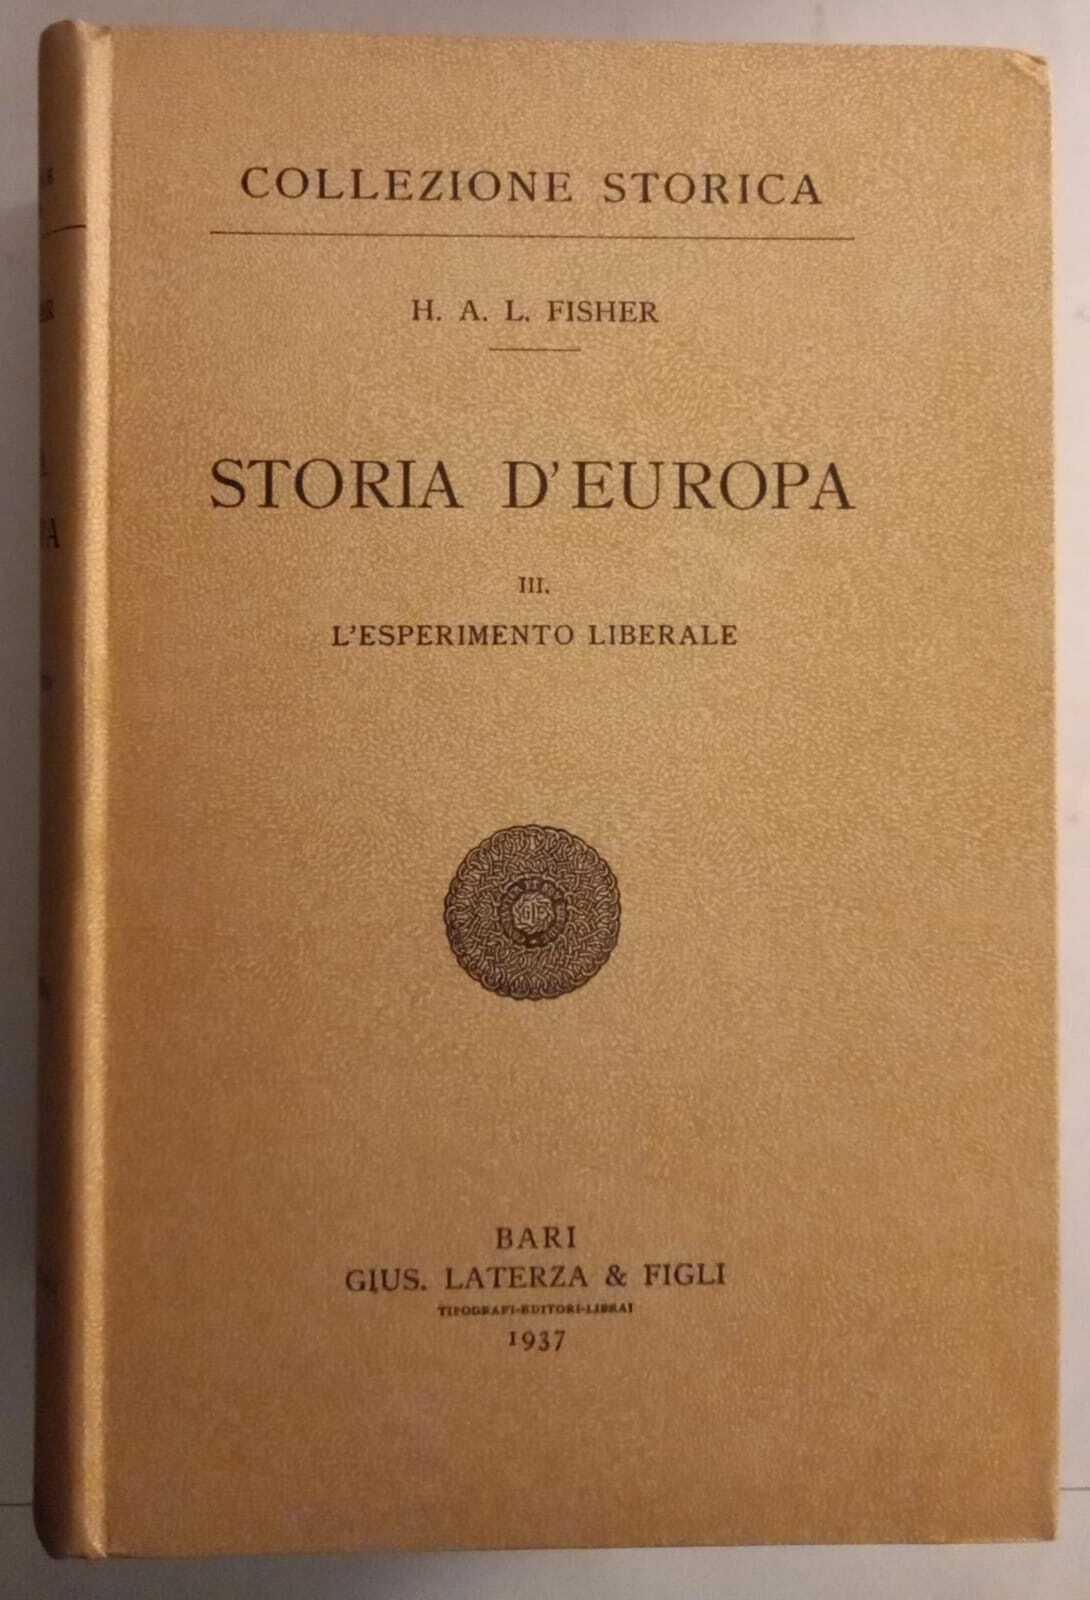 COLLEZIONE STORICA
H. A. L. FISHER
STORIA D'EUROPA
III.
L'ESPERIMENTO LIBERALE
BARI
GIUS. LATERZA & FIGLI
TIPOGRAFI-EDITORI-LIBRAI
1937